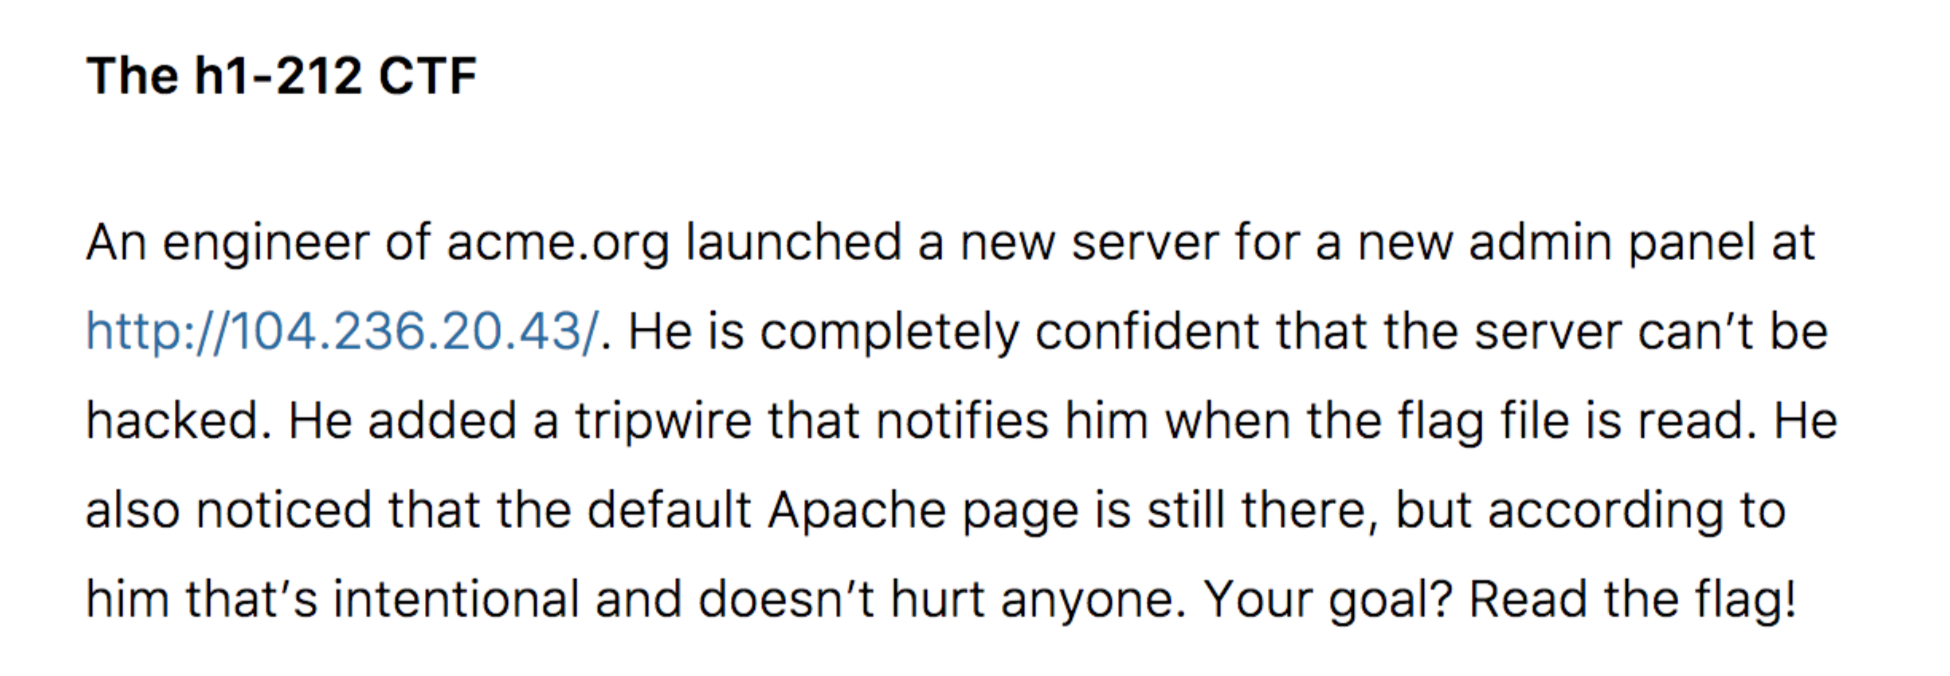 The h1-212 CTF
An engineer of acme.org launched a new server for a new admin panel at
http://104.236.20.43/. He is completely confident that the server can’t be
hacked. He added a tripwire that notifies him when the flag file is read. He
also noticed that the default Apache page is still there, but according to
him that’s intentional and doesn’t hurt anyone. Your goal? Read the flag!